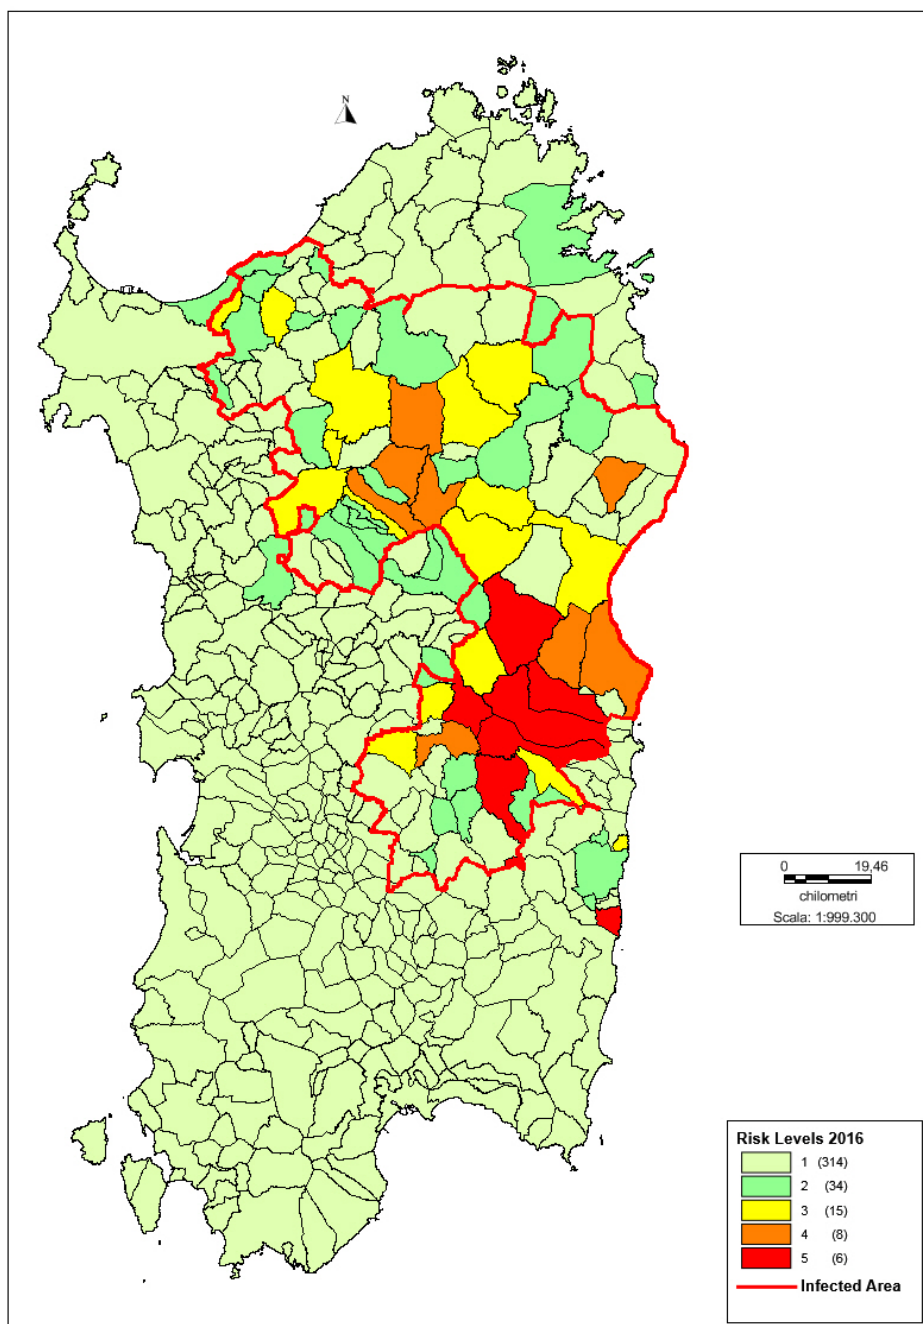 N
0 19,46
chilometri
Scala: 1:999.300
Risk Levels 2016
1 (314)
2 (34)
3 (15)
4 (8)
5 (6)
Infected Area